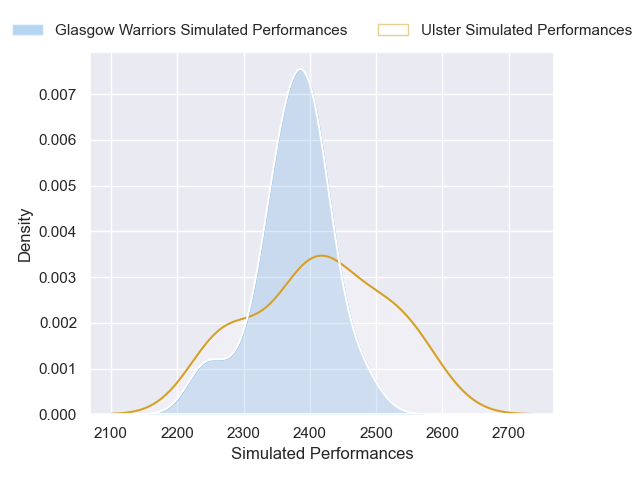 Glasgow Warriors Simulated Performances Ulster Simulated Performances
0.007
0.006
0.005
0.004
0.003
0.002
0.001
0.000
Density
2100 2200 2300 2400 2500 2600 2700
Simulated Performances